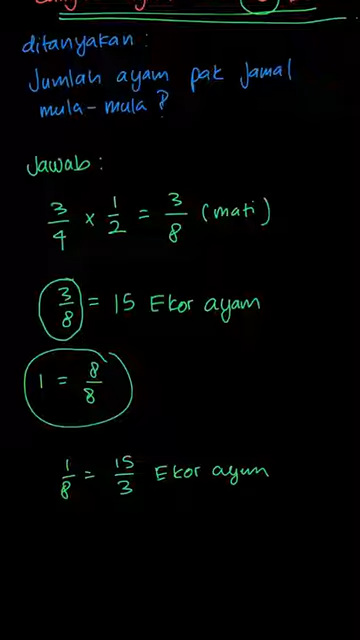 ditanyakan :
Jumlah ayam pak jamal
mula-mula ?
Jawab :
3/4 x 1/2 = 3/8 (mati)
3/8 = 15 Ekor ayam
1 = 8/8
1/8 = 15/3 Ekor ayam